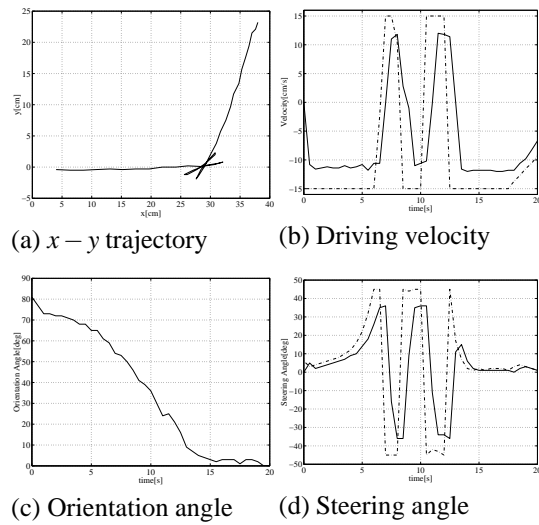 25
20
15
10
5
0
-5
y[cm]
0 5 10 15 20 25 30 35 40
x[cm]
(a) x – y trajectory
15
10
5
0
-5
-10
-15
Velocity[cm/s]
0 5 10 15 20
time[s]
(b) Driving velocity
90
80
70
60
50
40
30
20
10
0
Orientation Angle[deg]
0 5 10 15 20
time[s]
(c) Orientation angle
50
40
30
20
10
0
-10
-20
-30
-40
-50
Steering Angle[deg]
0 5 10 15 20
time[s]
(d) Steering angle